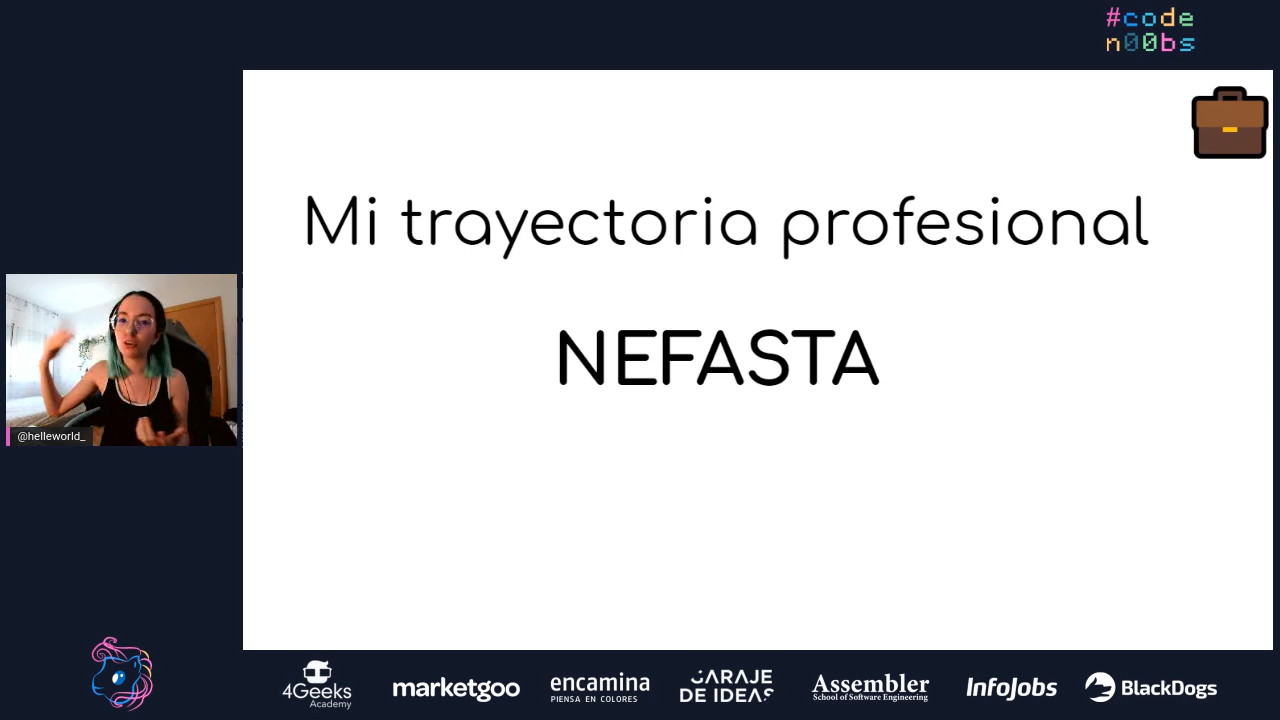 #code
n00bs
Mi trayectoria profesional
NEFASTA
@helleworld_
4Geeks
Academy
marketgoo
encamina
PIENSA EN COLORES
GARAJE
DE IDEAS
Assembler
School of Software Engineering
InfoJobs
BlackDogs